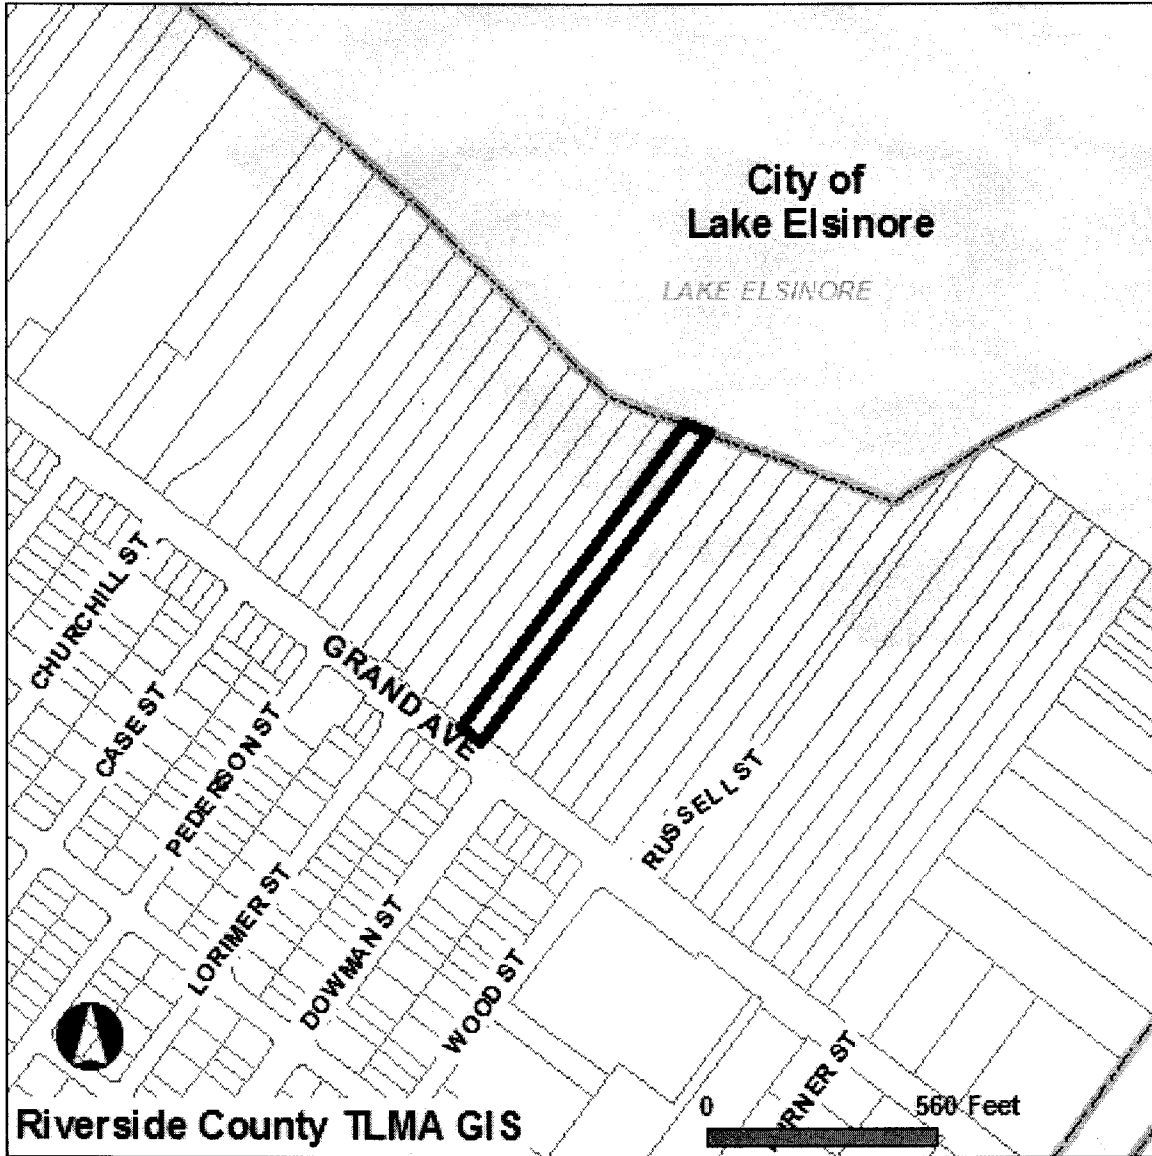 City of
Lake Elsinore
LAKE ELSINORE
CHURCHILL ST
CASE ST
PEDERSON ST
GRAND AVE
LORIMER ST
DOWMAN ST
WOOD ST
RUSSELL ST
0
560 Feet
Riverside County TLMA GIS